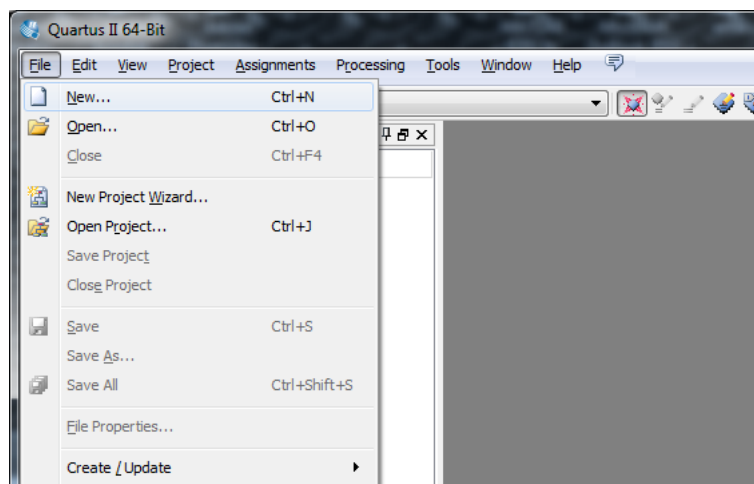 Quartus II 64-Bit
File Edit View Project Assignments Processing Tools Window Help
New... Ctrl+N
Open... Ctrl+O
Close Ctrl+F4
New Project Wizard...
Open Project... Ctrl+J
Save Project
Close Project
Save Ctrl+S
Save As...
Save All Ctrl+Shift+S
File Properties...
Create / Update